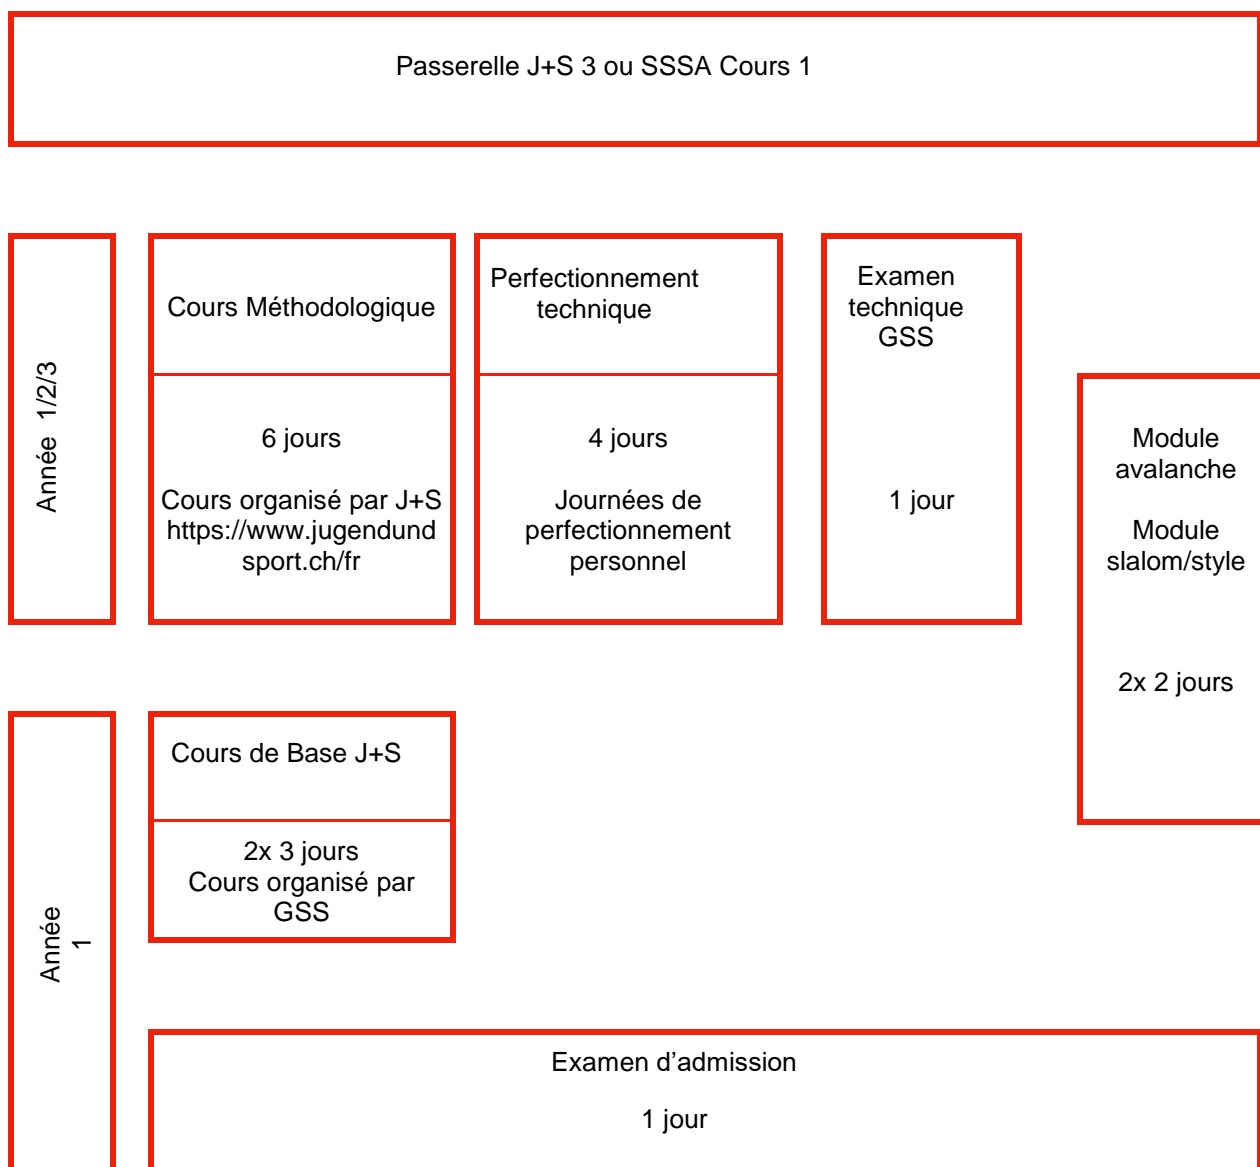 Passerelle J+S 3 ou SSSA Cours 1
Année 1/2/3
Cours Méthodologique
6 jours
Cours organisé par J+S
https://www.jugendund
sport.ch/fr
Perfectionnement
technique
4 jours
Journées de
perfectionnement
personnel
Examen
technique
GSS
1 jour
Module
avalanche
Module
slalom/style
2x 2 jours
Année
1
Cours de Base J+S
2x 3 jours
Cours organisé par
GSS
Examen d’admission
1 jour